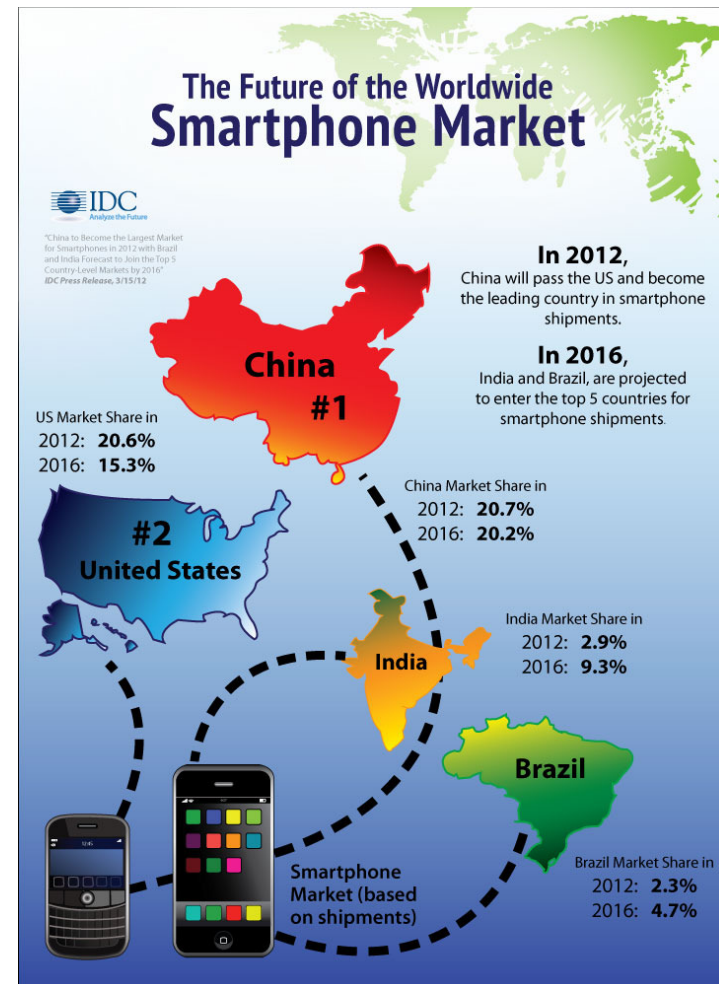 The Future of the Worldwide
Smartphone Market
IDC
Analyze the Future
"China to Become the Largest Market
for Smartphones in 2012 with Brazil
and India Forecast to Join the Top 5
Country-Level Markets by 2016"
IDC Press Release, 3/15/12
In 2012,
China will pass the US and become
the leading country in smartphone
shipments.
In 2016,
India and Brazil, are projected
to enter the top 5 countries for
smartphone shipments.
China
#1
US Market Share in
2012: 20.6%
2016: 15.3%
China Market Share in
2012: 20.7%
2016: 20.2%
#2
United States
India Market Share in
2012: 2.9%
2016: 9.3%
India
Brazil
Smartphone
Market (based
on shipments)
Brazil Market Share in
2012: 2.3%
2016: 4.7%